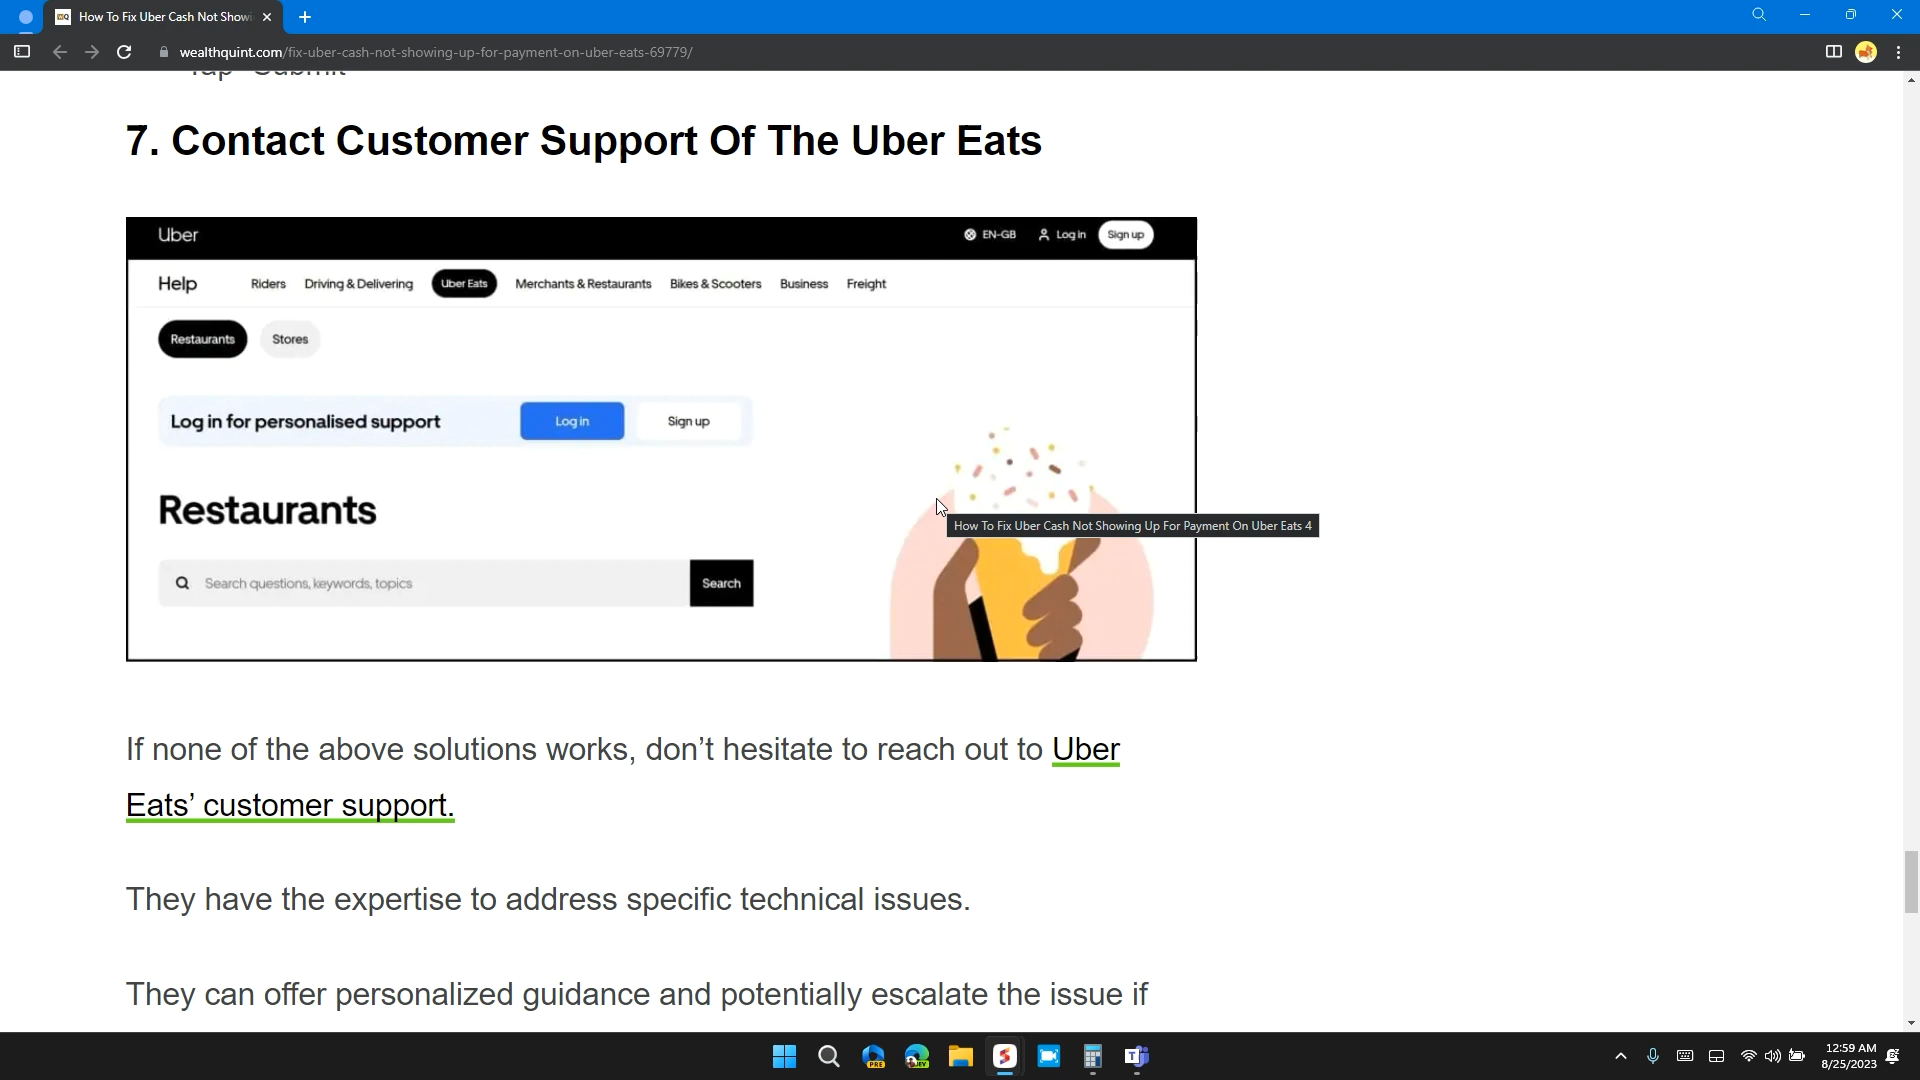 How To Fix Uber Cash Not Showi
wealthquint.com/fix-uber-cash-not-showing-up-for-payment-on-uber-eats-69779/
Tap "Submit"
7. Contact Customer Support Of The Uber Eats
Uber
EN-GB
Log in
Sign up
Help
Riders
Driving & Delivering
Uber Eats
Merchants & Restaurants
Bikes & Scooters
Business
Freight
Restaurants
Stores
Log in for personalised support
Log in
Sign up
Restaurants
Search questions, keywords, topics
Search
How To Fix Uber Cash Not Showing Up For Payment On Uber Eats 4
If none of the above solutions works, don’t hesitate to reach out to Uber
Eats’ customer support.
They have the expertise to address specific technical issues.
They can offer personalized guidance and potentially escalate the issue if
PRE
12:59 AM
8/25/2023